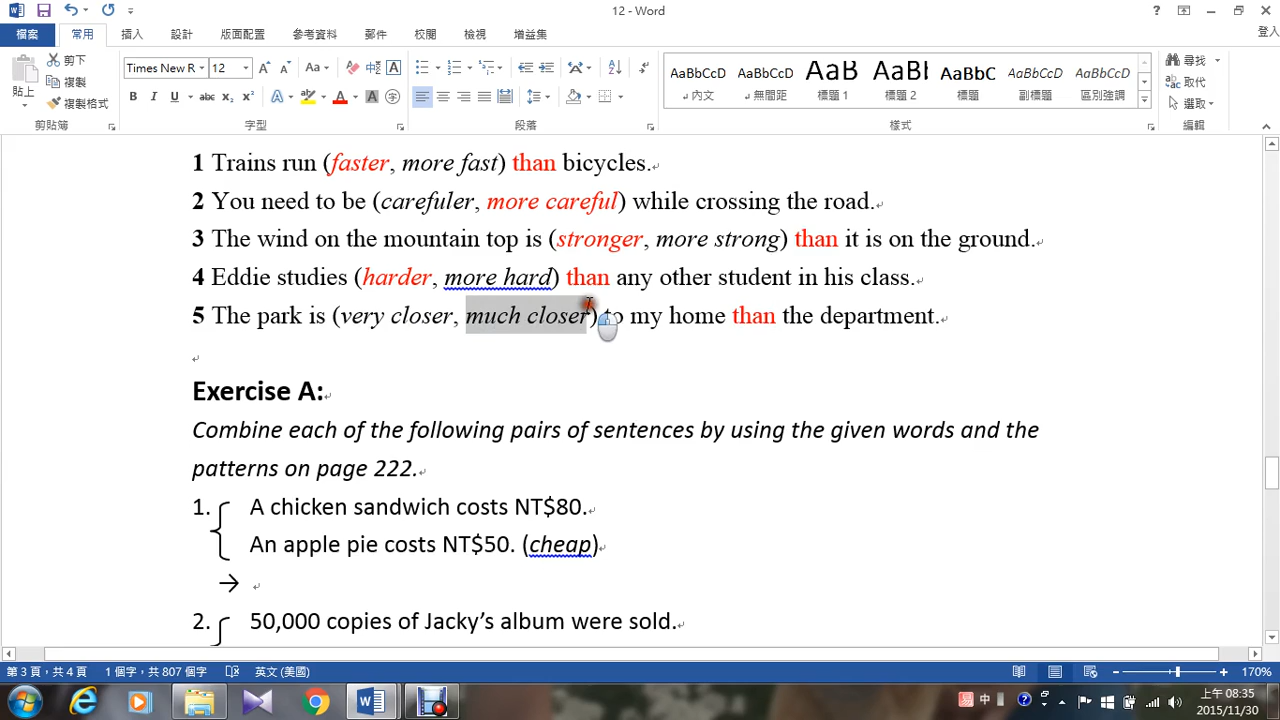 12 - Word
登入
檔案 常用 插入 設計 版面配置 參考資料 郵件 校閱 檢視 增益集
貼上 剪下 複製 複製格式
剪貼簿
Times New R 12
字型
段落
AaBbCcD AaBbCcD AaB AaBl AaBbC AaBbCcD AaBbCcD
內文 無間距 標題 1 標題 2 標題 副標題 區別強調
樣式
尋找 取代 選取
編輯
1 Trains run (faster, more fast) than bicycles.
2 You need to be (carefuler, more careful) while crossing the road.
3 The wind on the mountain top is (stronger, more strong) than it is on the ground.
4 Eddie studies (harder, more hard) than any other student in his class.
5 The park is (very closer, much closer) to my home than the department.
Exercise A:
Combine each of the following pairs of sentences by using the given words and the
patterns on page 222.
1. A chicken sandwich costs NT$80.
An apple pie costs NT$50. (cheap)
→
2. 50,000 copies of Jacky’s album were sold.
第 3 頁，共 4 頁 1 個字，共 807 個字 英文 (美國) 170%
中
上午 08:35
2015/11/30